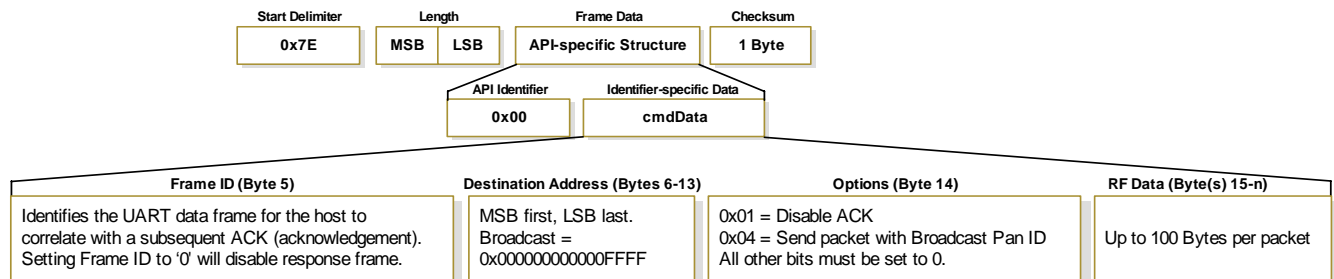 Start Delimiter Length Frame Data Checksum
0x7E MSB LSB API-specific Structure 1 Byte
API Identifier Identifier-specific Data
0x00 cmdData
Frame ID (Byte 5) Destination Address (Bytes 6-13) Options (Byte 14) RF Data (Byte(s) 15-n)
Identifies the UART data frame for the host to
correlate with a subsequent ACK (acknowledgement).
Setting Frame ID to ‘0’ will disable response frame.
MSB first, LSB last.
Broadcast =
0x000000000000FFFF
0x01 = Disable ACK
0x04 = Send packet with Broadcast Pan ID
All other bits must be set to 0.
Up to 100 Bytes per packet